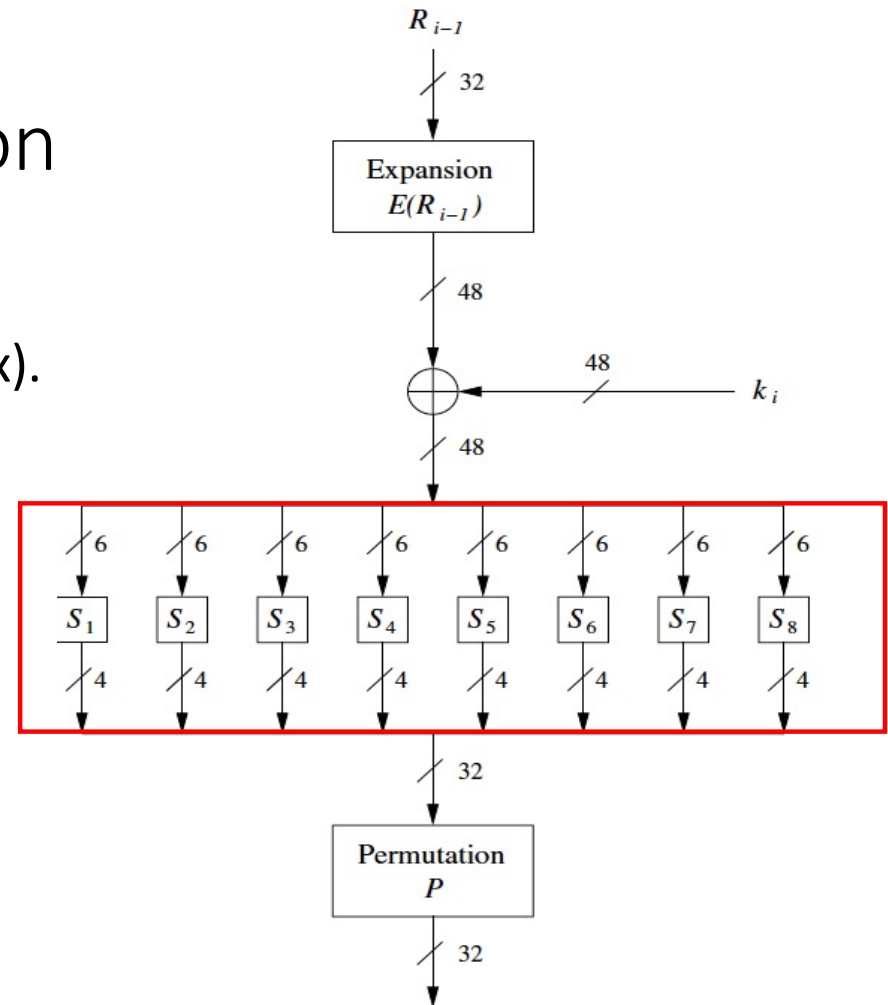 R i-1
32
on
Expansion
E(R i-1)
48
x).
48
k i
48
6 6 6 6 6 6 6 6
S1 S2 S3 S4 S5 S6 S7 S8
4 4 4 4 4 4 4 4
32
Permutation
P
32